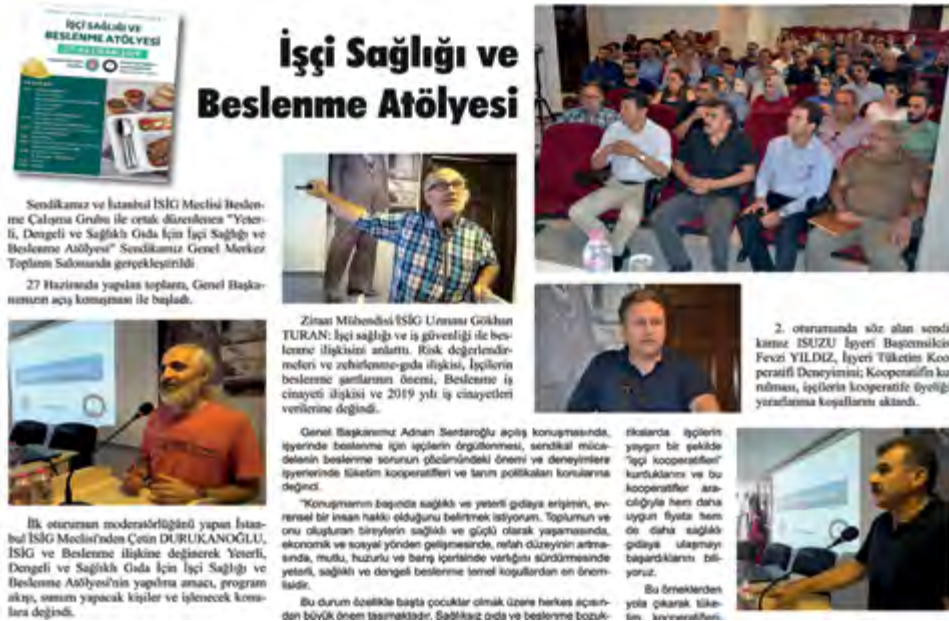 İŞÇİ SAĞLIĞI VE
BESLENME ATÖLYESİ
İşçi Sağlığı ve
Beslenme Atölyesi
Sendikamız ve İstanbul İSİG Meclisi Beslen-
me Çalışma Grubu ile ortak düzenlenen "Yeter-
li, Dengeli ve Sağlıklı Gıda İçin İşçi Sağlığı ve
Beslenme Atölyesi" Sendikamız Genel Merkez
Toplantı Salonunda gerçekleştirildi
27 Haziranda yapılan toplantı, Genel Başka-
nımızın açış konuşması ile başladı.
İlk oturumun moderatörlüğünü yapan İstan-
bul İSİG Meclisi'nden Çetin DURUKANOĞLU,
İSİG ve Beslenme ilişkine değinerek Yeterli,
Dengeli ve Sağlıklı Gıda İçin İşçi Sağlığı ve
Beslenme Atölyesi'nin yapılma amacı, program
akışı, sunum yapacak kişiler ve işlenecek konu-
lara değindi.
Ziraat Mühendisi/İSİG Uzmanı Gökhan
TURAN: İşçi sağlığı ve iş güvenliği ile bes-
lenme ilişkisini anlattı. Risk değerlendir-
meleri ve zehirlenme-gıda ilişkisi, İşçilerin
beslenme şartlarının önemi, Beslenme iş
cinayeti ilişkisi ve 2019 yılı iş cinayetleri
verilerine değindi.
Genel Başkanımız Adnan Serdaroğlu açılış konuşmasında,
işyerinde beslenme için işçilerin örgütlenmesi, sendikal müca-
delenin beslenme sorunun çözümündeki önemi ve deneyimlere
işyerinde tüketim kooperatifleri ve tarım politikaları konularına
değindi.
"Konuşmamın başında sağlıklı ve yeterli gıdaya erişimin, ev-
rensel bir insan hakkı olduğunu belirtmek istiyorum. Toplumun ve
onu oluşturan bireylerin sağlıklı ve güçlü olarak yaşamasında,
ekonomik ve sosyal yönden gelişmesinde, refah düzeyinin artma-
sında, mutlu, huzurlu ve barış içerisinde varlığını sürdürmesinde
yeterli, sağlıklı ve dengeli beslenme temel koşullardan en önem-
lisidir.
Bu durum özellikle başta çocuklar olmak üzere herkes açısın-
dan büyük önem taşımaktadır. Sağlıksız gıda ve beslenme bozuk-
rikalarda işçilerin
yaygın bir şekilde
"işçi kooperatifleri"
kurduklarını ve bu
kooperatifler ara-
cılığıyla hem daha
uygun fiyata hem
de daha sağlıklı
gıdaya ulaşmayı
başardıklarını bili-
yoruz.
Bu örneklerden
yola çıkarak tüke-
tim kooperatifleri,
2. oturumunda söz alan sendi
kamız ISUZU İşyeri Baştemsilcis
Fevzi YILDIZ, İşyeri Tüketim Koo
peratifi Deneyimini; Kooperatifin ku
rulması, işçilerin kooperatife üyeliği
yararlanma koşullarını aktardı.